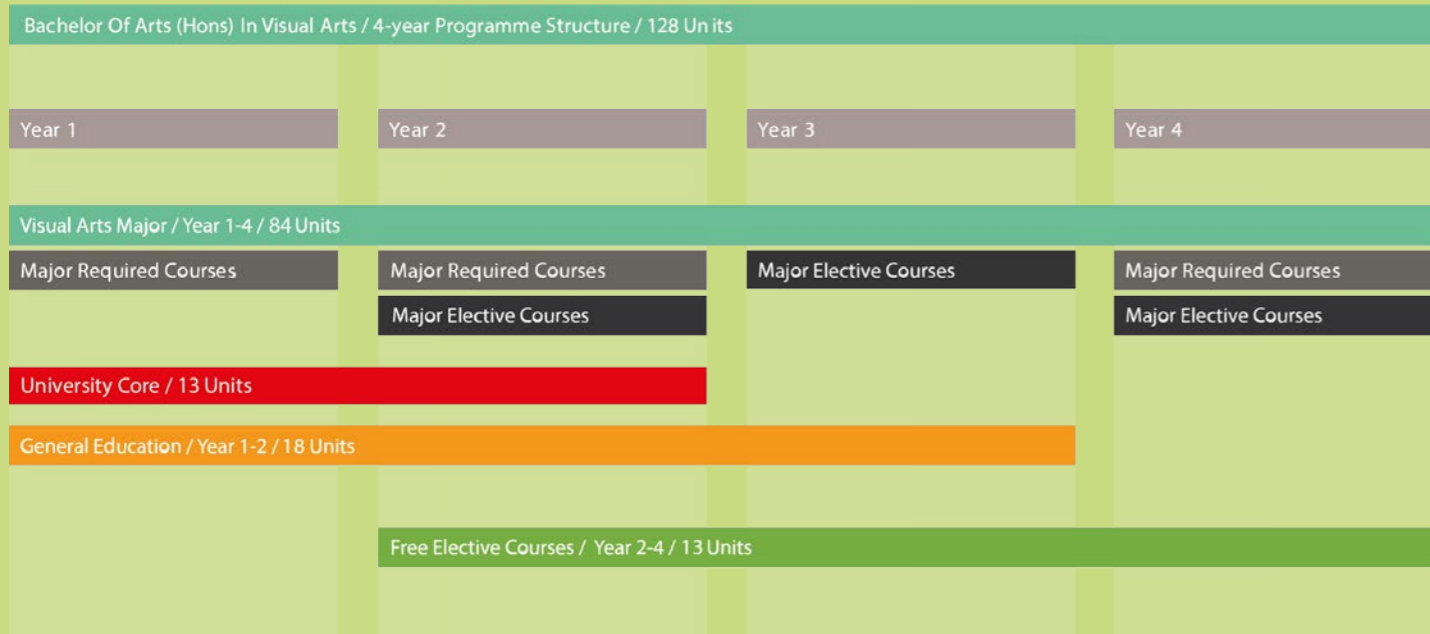 Bachelor Of Arts (Hons) In Visual Arts / 4-year Programme Structure / 128 Units
Year 1
Year 2
Year 3
Year 4
Visual Arts Major / Year 1-4 / 84 Units
Major Required Courses
Major Required Courses
Major Elective Courses
Major Required Courses
Major Elective Courses
Major Elective Courses
University Core / 13 Units
General Education / Year 1-2 / 18 Units
Free Elective Courses / Year 2-4 / 13 Units